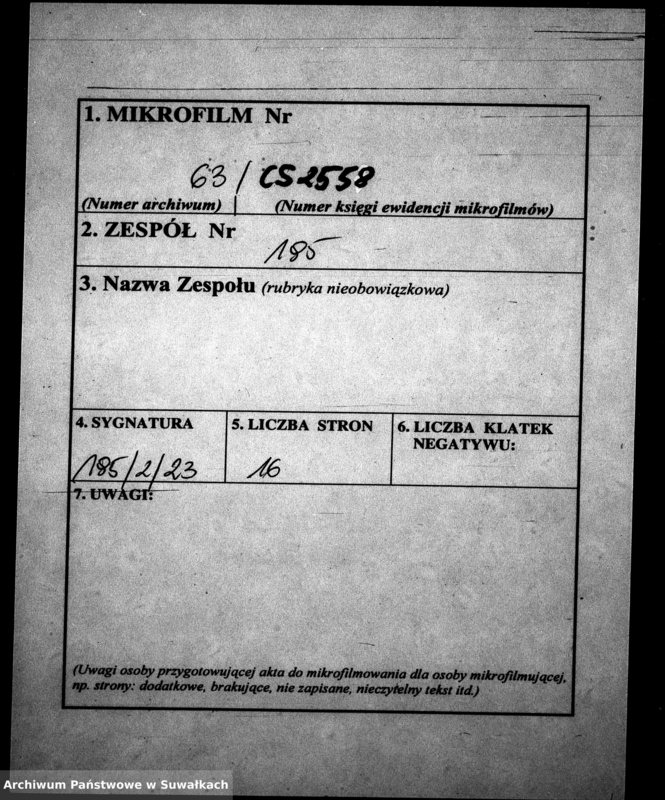 1. MIKROFILM Nr
63 / CS2558
(Numer archiwum) (Numer księgi ewidencji mikrofilmów)
2. ZESPÓŁ Nr
185
3. Nazwa Zespołu (rubryka nieobowiązkowa)
4. SYGNATURA
185/2/23
5. LICZBA STRON
16
6. LICZBA KLATEK
NEGATYWU:
7. UWAGI:
(Uwagi osoby przygotowującej akta do mikrofilmowania dla osoby mikrofilmującej,
np. strony: dodatkowe, brakujące, nie zapisane, nieczytelny tekst itd.)
Archiwum Państwowe w Suwałkach